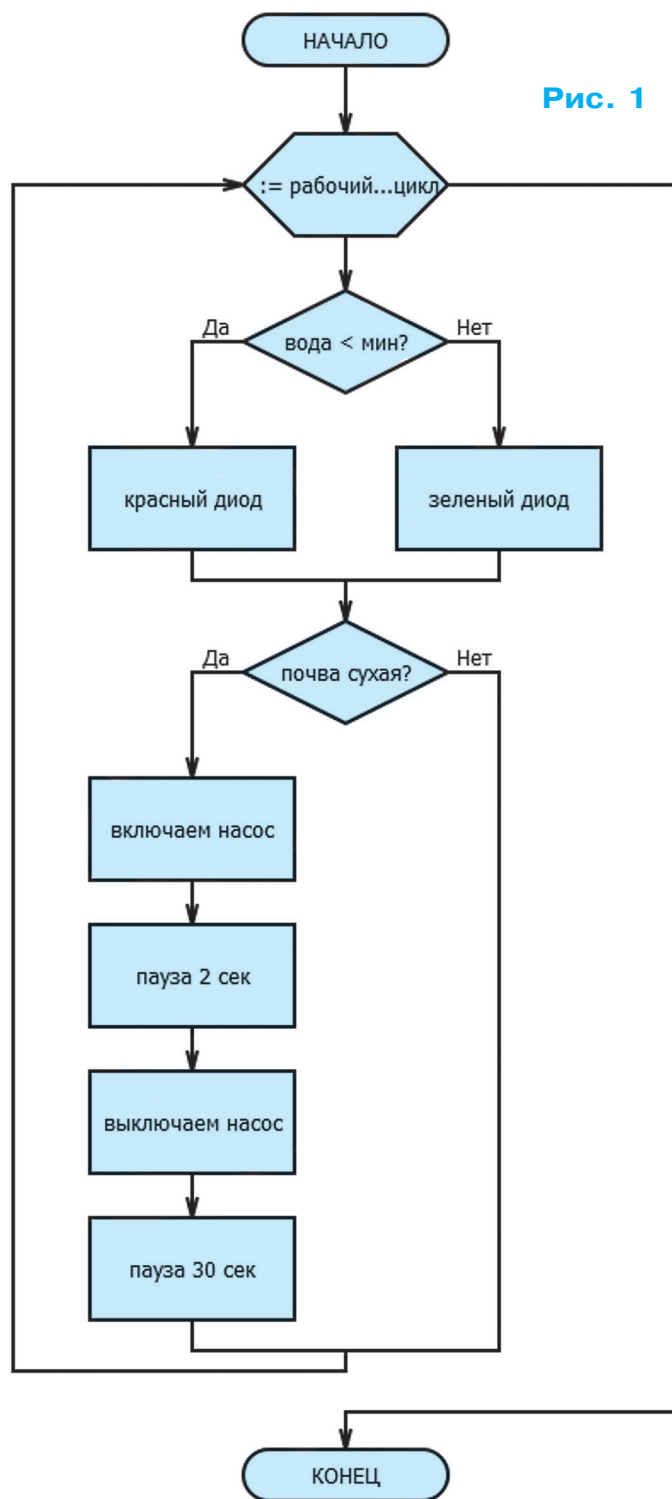 НАЧАЛО
Рис. 1
:= рабочий...цикл
Да
Нет
вода < мин?
красный диод
зеленый диод
Да
Нет
почва сухая?
включаем насос
пауза 2 сек
выключаем насос
пауза 30 сек
КОНЕЦ